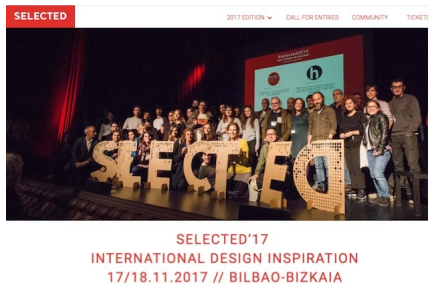 SELECTED
2017 EDITION CALL FOR ENTRIES COMMUNITY TICKET
SELECTED
SELECTED'17
INTERNATIONAL DESIGN INSPIRATION
17/18.11.2017 // BILBAO-BIZKAIA